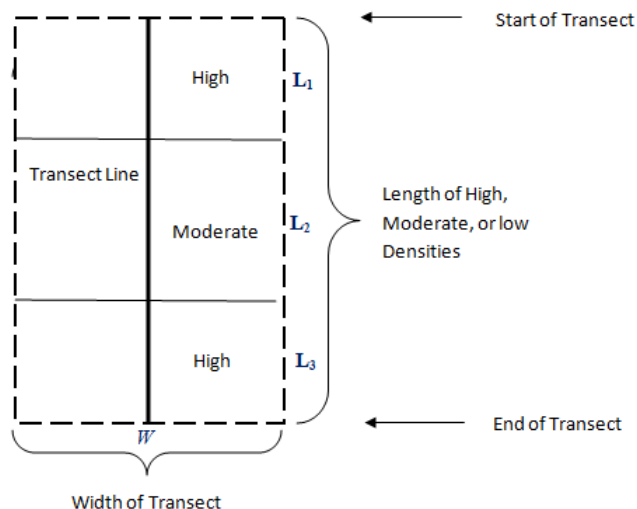 Start of Transect
High
L1
Transect Line
Length of High,
Moderate, or low
Densities
Moderate
L2
High
L3
End of Transect
W
Width of Transect